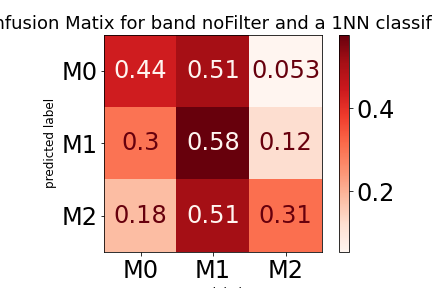 nfusion Matix for band noFilter and a 1NN classif
M0 0.44 0.51 0.053
M1 0.3 0.58 0.12
M2 0.18 0.51 0.31
M0 M1 M2
predicted label
0.4
0.2